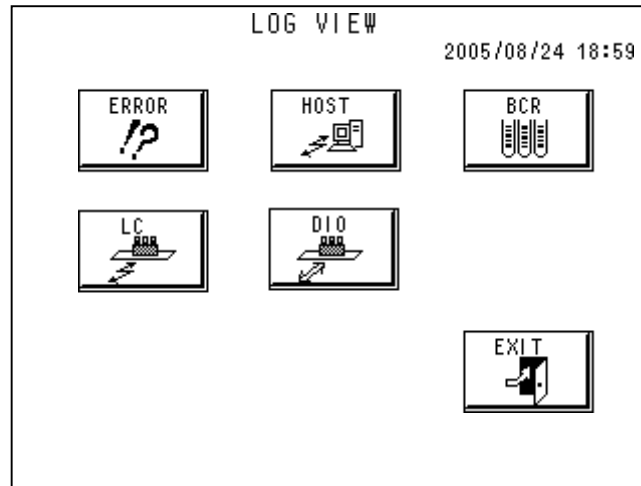 LOG VIEW
2005/08/24 18:59
ERROR HOST BCR
!?
LC DIO
EXIT